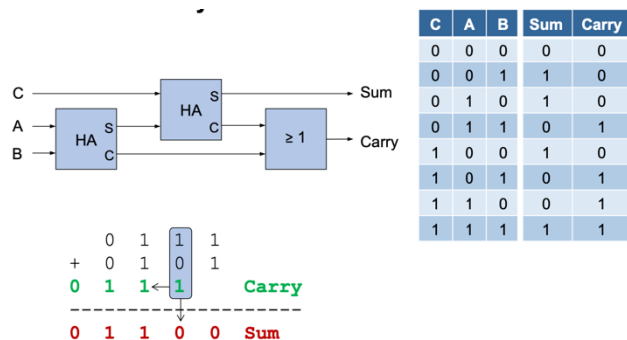 C
A
B
HA
S
C
HA
S
C
≥ 1
Sum
Carry
C A B Sum Carry
0 0 0 0 0
0 0 1 1 0
0 1 0 1 0
0 1 1 0 1
1 0 0 1 0
1 0 1 0 1
1 1 0 0 1
1 1 1 1 1
0 1 1 1
+ 0 1 0 1
0 1 1 1 Carry
0 1 1 0 0 Sum